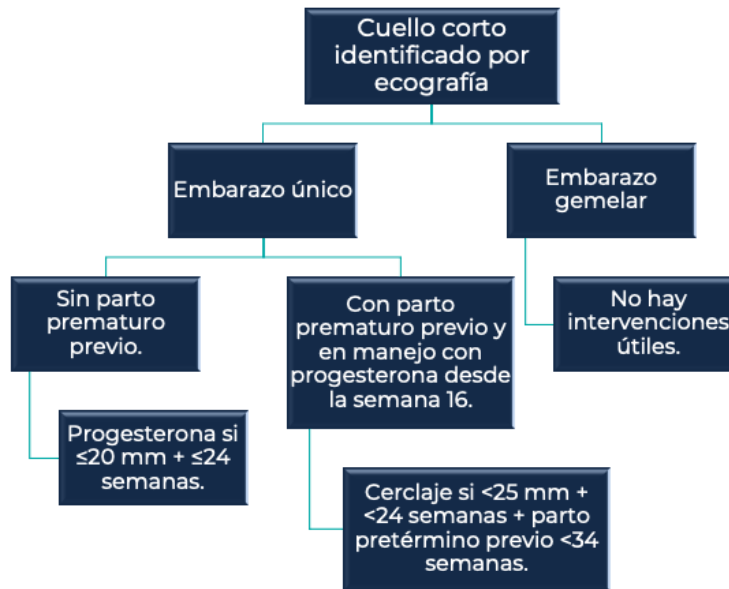 Cuello corto
identificado por
ecografía
Embarazo único
Embarazo
gemelar
Sin parto
prematuro
previo.
Con parto
prematuro previo y
en manejo con
progesterona desde
la semana 16.
No hay
intervenciones
útiles.
Progesterona si
≤20 mm + ≤24
semanas.
Cerclaje si <25 mm +
<24 semanas + parto
pretérmino previo <34
semanas.